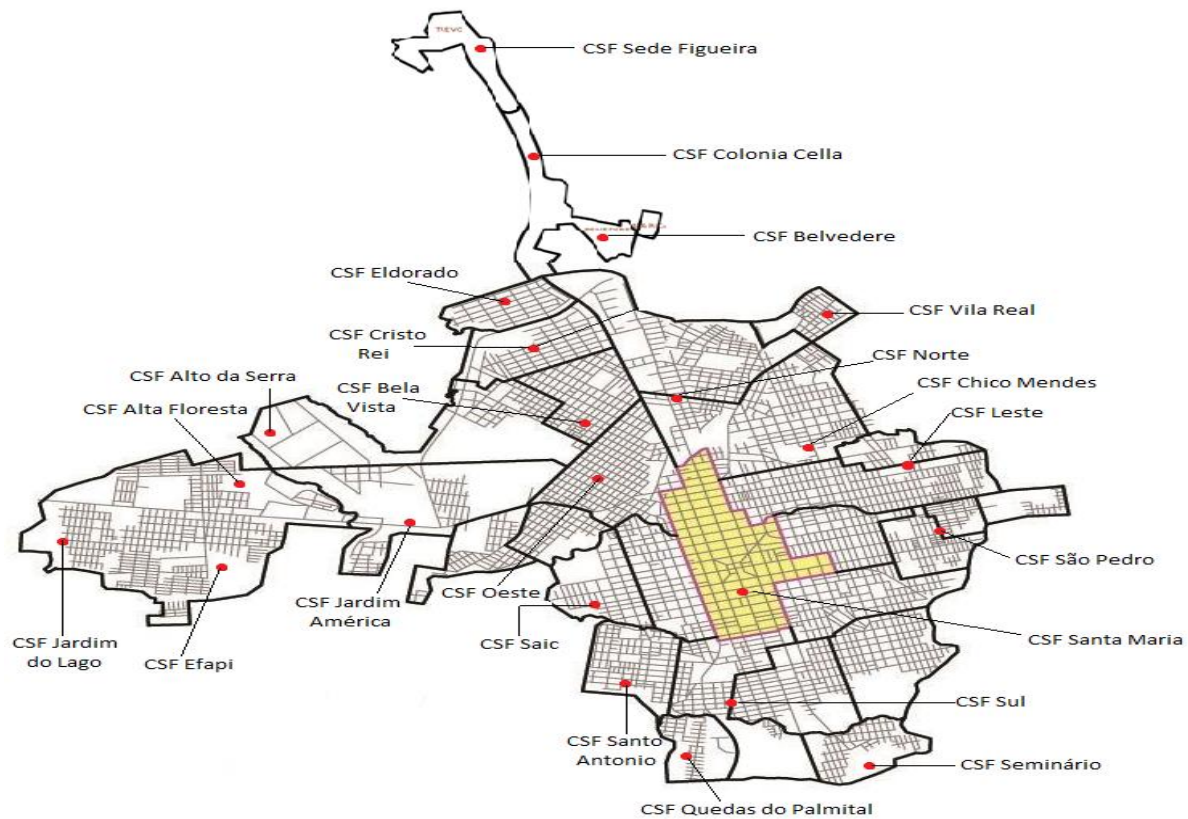 CSF Sede Figueira
CSF Colonia Cella
CSF Belvedere
CSF Eldorado
CSF Vila Real
CSF Cristo
Rei
CSF Norte
CSF Alto da Serra
CSF Bela
Vista
CSF Chico Mendes
CSF Alta Floresta
CSF Leste
CSF São Pedro
CSF Oeste
CSF Jardim
América
CSF Jardim
do Lago
CSF Efapi
CSF Saic
CSF Santa Maria
CSF Sul
CSF Santo
Antonio
CSF Seminário
CSF Quedas do Palmital